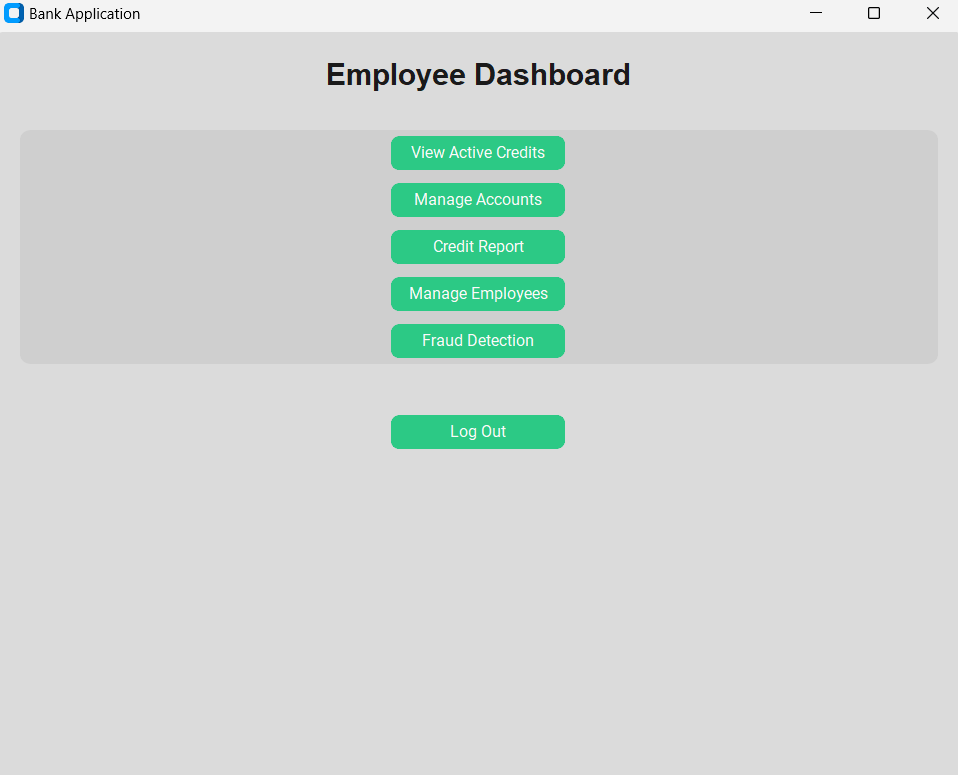 Bank Application
Employee Dashboard
View Active Credits
Manage Accounts
Credit Report
Manage Employees
Fraud Detection
Log Out